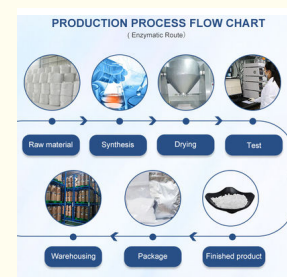 PRODUCTION PROCESS FLOW CHART
( Enzymatic Route)
Raw material
Synthesis
Drying
Test
Warehousing
Package
Finished product